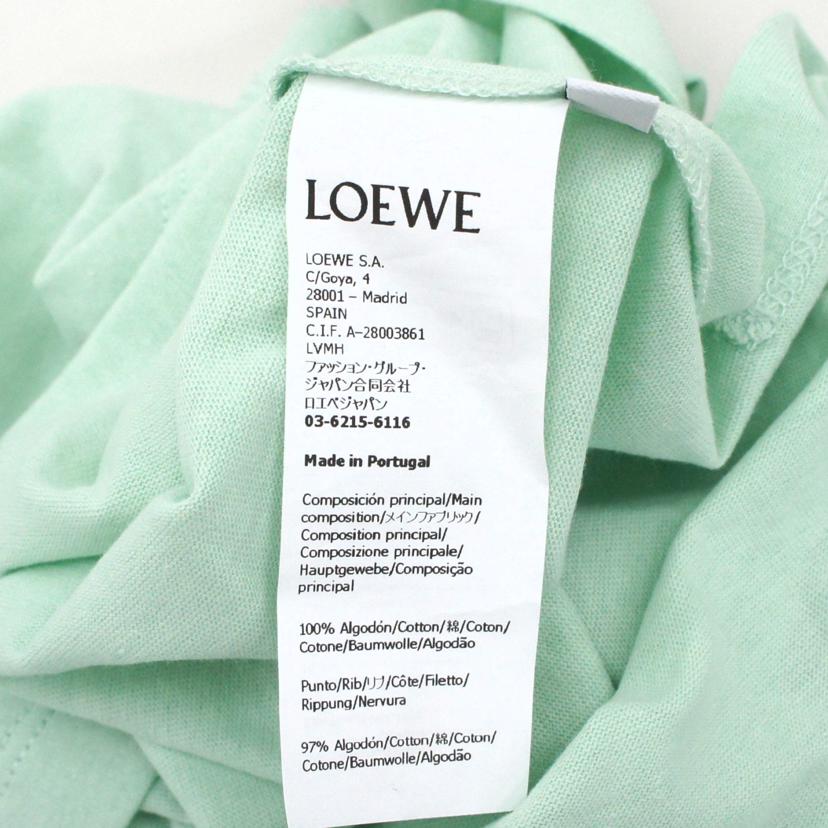 LOEWE
LOEWE S.A.
C/Goya, 4
28001 – Madrid
SPAIN
C.I.F. A-28003861
LVMH
ファッション・グループ・
ジャパン合同会社
ロエベジャパン
03-6215-6116
Made in Portugal
Composición principal/Main
composition/メインファブリック/
Composition principal/
Composizione principale/
Hauptgewebe/Composição
principal
100% Algodón/Cotton/綿/Coton/
Cotone/Baumwolle/Algodão
Punto/Rib/リブ/Côte/Filetto/
Rippung/Nervura
97% Algodón/Cotton/綿/Coton/
Cotone/Baumwolle/Algodão